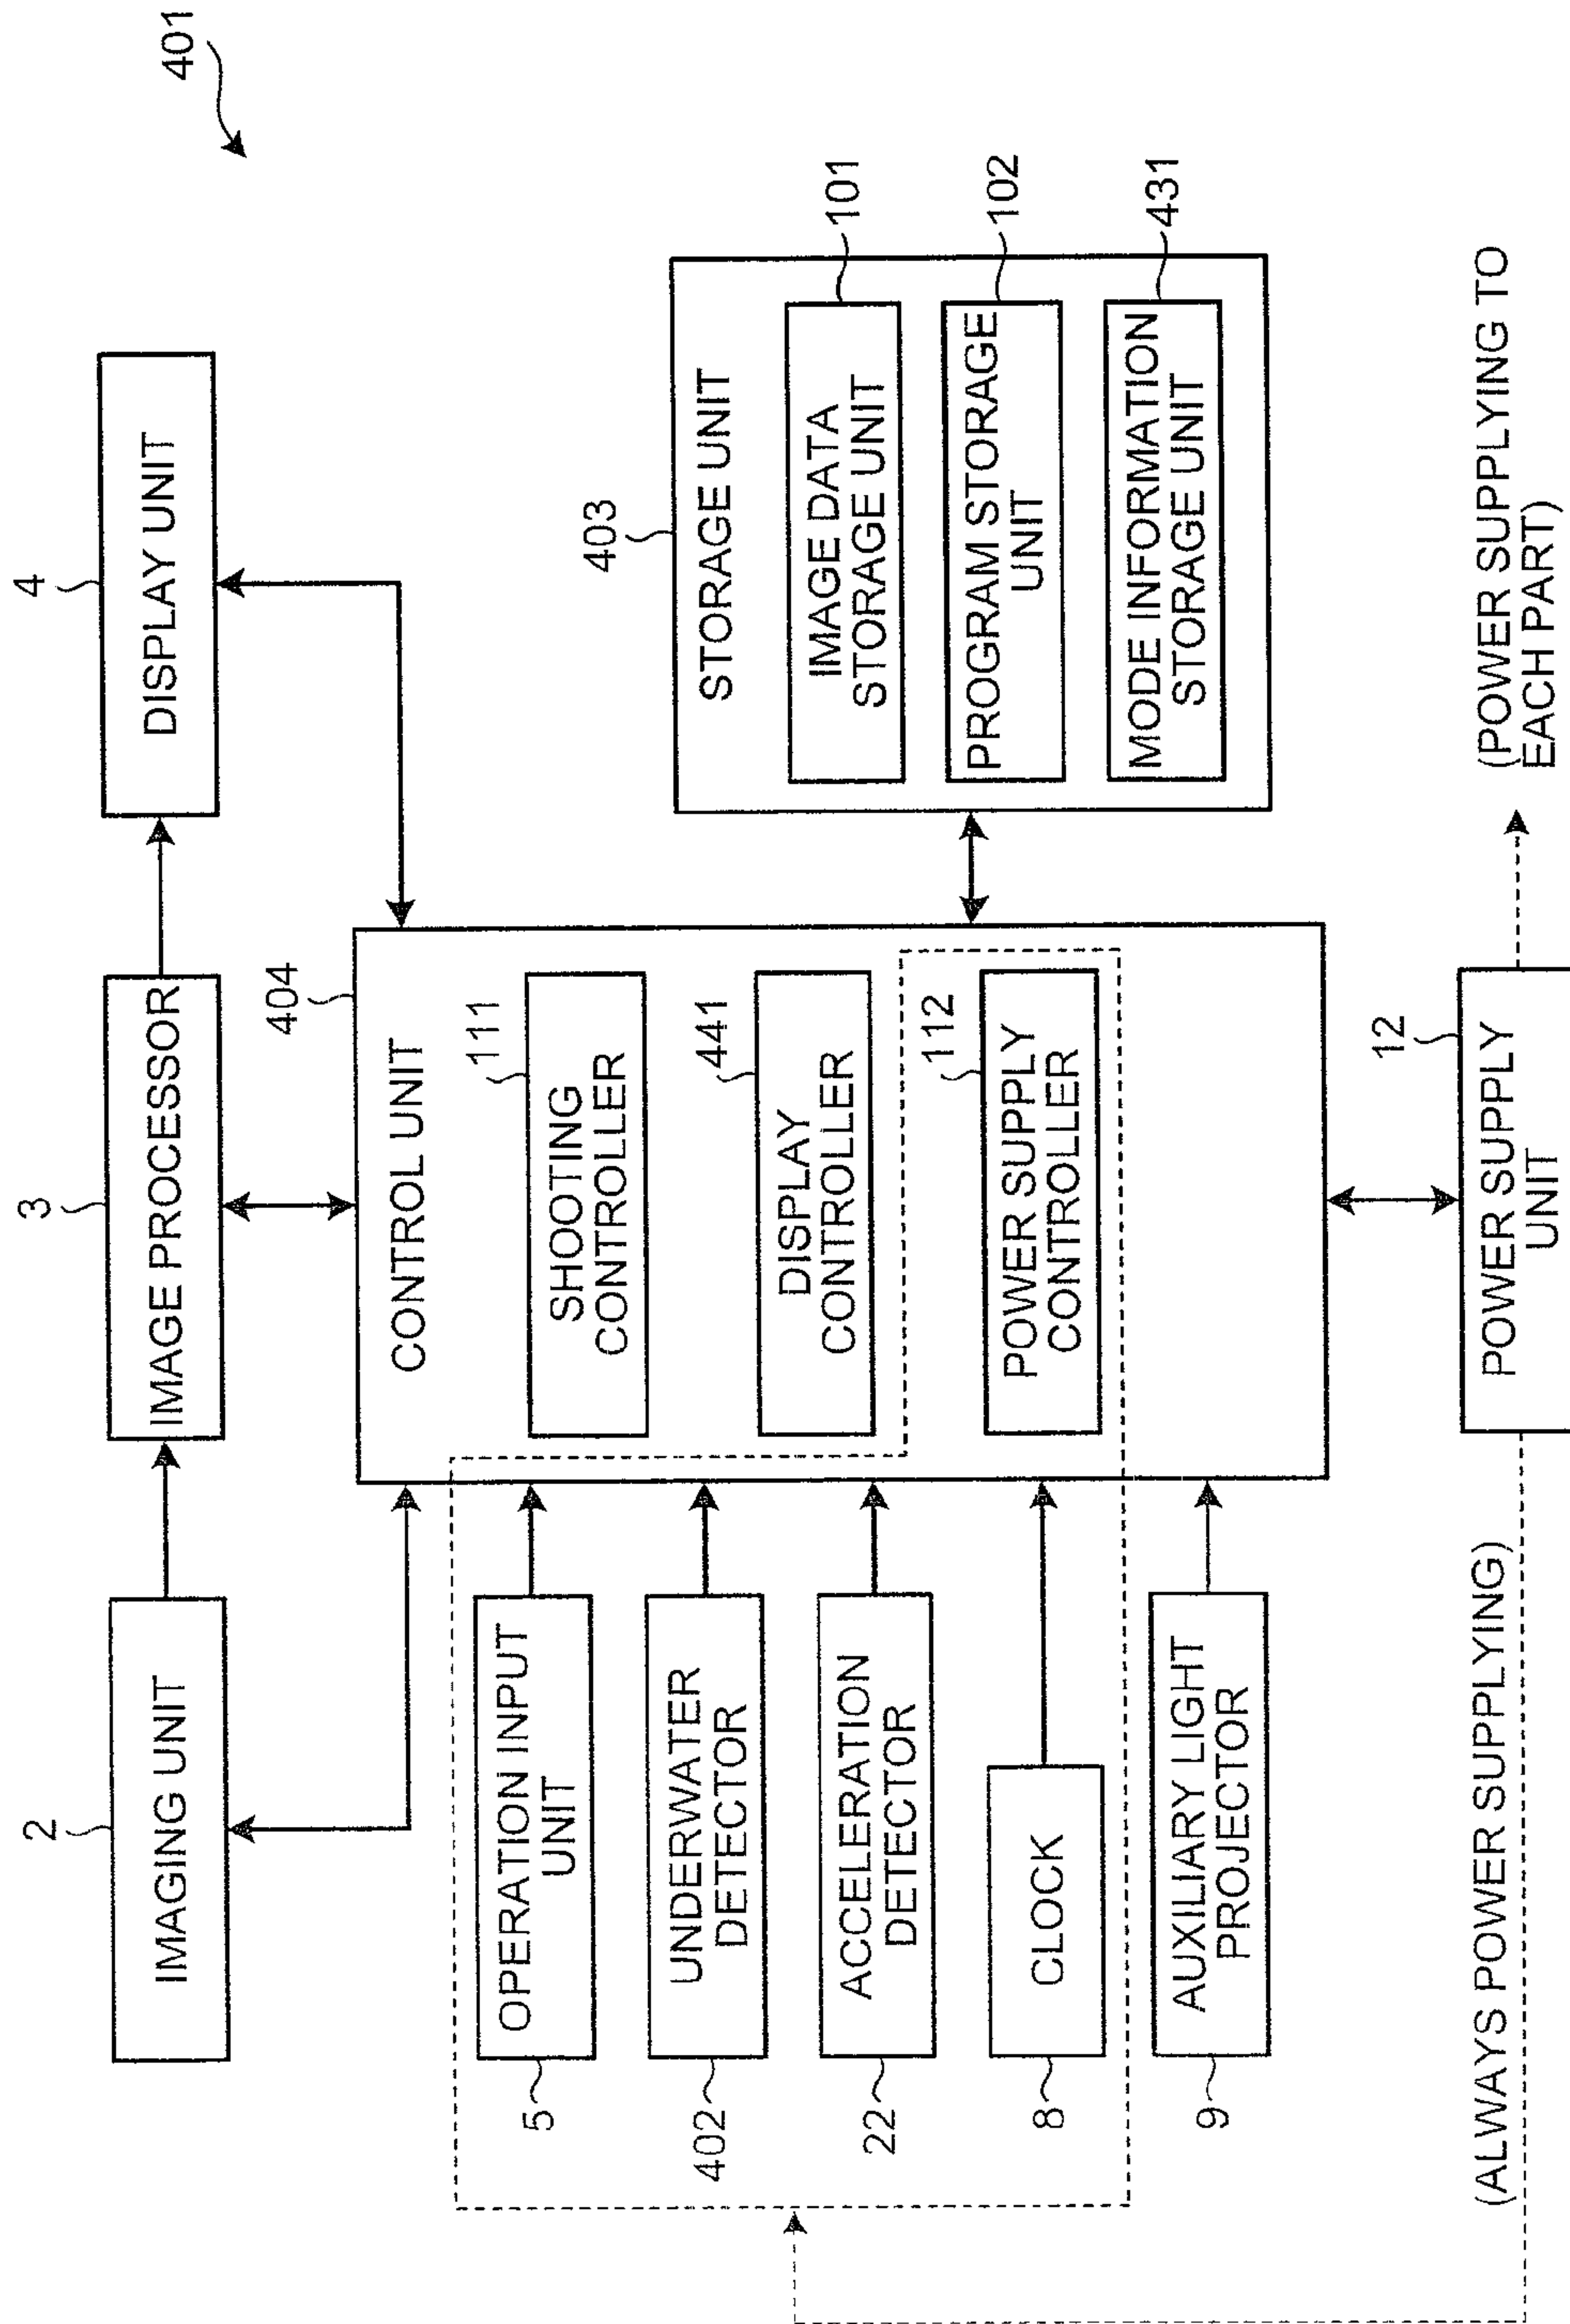 401
2
IMAGING UNIT
3
IMAGE PROCESSOR
4
DISPLAY UNIT
404
CONTROL UNIT
111
SHOOTING
CONTROLLER
441
DISPLAY
CONTROLLER
112
POWER SUPPLY
CONTROLLER
403
STORAGE UNIT
IMAGE DATA
STORAGE UNIT
101
PROGRAM STORAGE
UNIT
102
MODE INFORMATION
STORAGE UNIT
431
OPERATION INPUT
UNIT
5
UNDERWATER
DETECTOR
402
ACCELERATION
DETECTOR
22
CLOCK
8
AUXILIARY LIGHT
PROJECTOR
9
(ALWAYS POWER SUPPLYING)
12
POWER SUPPLY
UNIT
(POWER SUPPLYING TO
EACH PART)